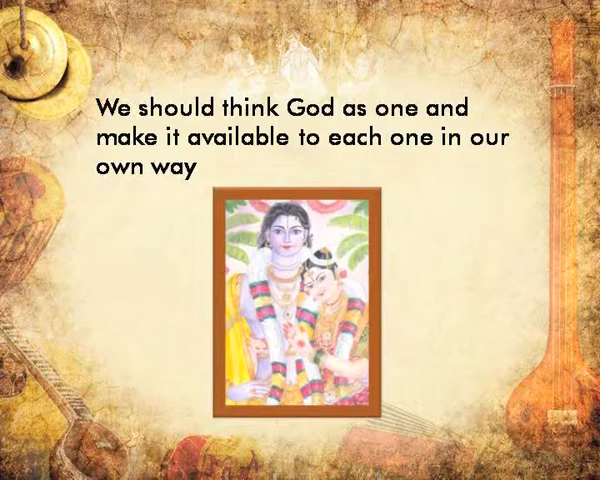 We should think God as one and
make it available to each one in our
own way